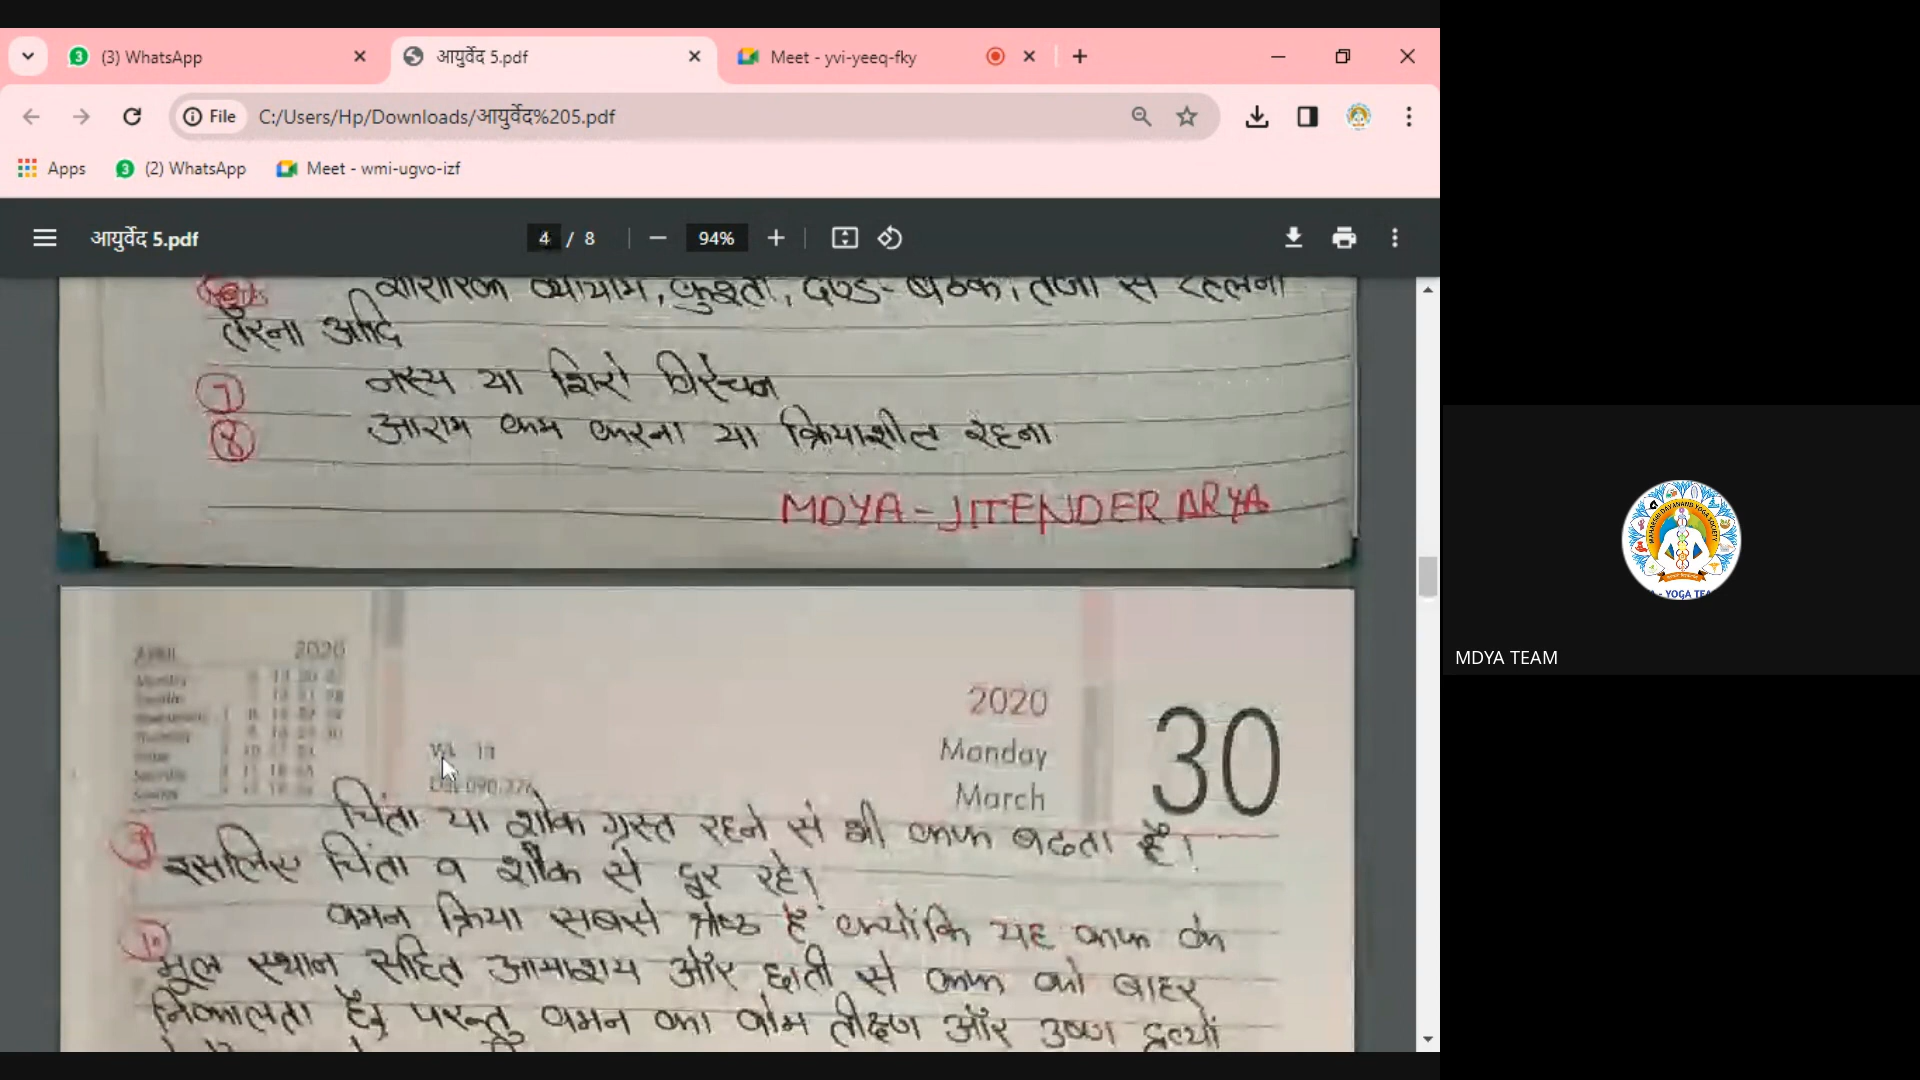 (3) WhatsApp
आयुर्वेद 5.pdf
Meet - yvi-yeeq-fky
File
C:/Users/Hp/Downloads/आयुर्वेद%205.pdf
Apps
(2) WhatsApp
Meet - wmi-ugvo-izf
आयुर्वेद 5.pdf
4 / 8
94%
शारीरिक व्यायाम, कुश्ती, दण्ड-बैठक, तेजी से टहलना
तैरना आदि
7 नस्य या शिरो विरेचन
8 आराम कम करना या क्रियाशील रहना
MDYA-JITENDER ARYA
2020
2020
Monday
March
30
9 चिंता या शोक ग्रस्त रहने से भी कफ बढता है।
इसलिए चिंता व शोक से दूर रहे।
10 वमन क्रिया सबसे श्रेष्ठ है क्योंकि यह कफ के
मूल स्थान सहित आमाशय और छाती से कफ को बाहर
निकालता है परन्तु वमन का तीक्ष्ण और उष्ण द्रव्यों
MDYA TEAM